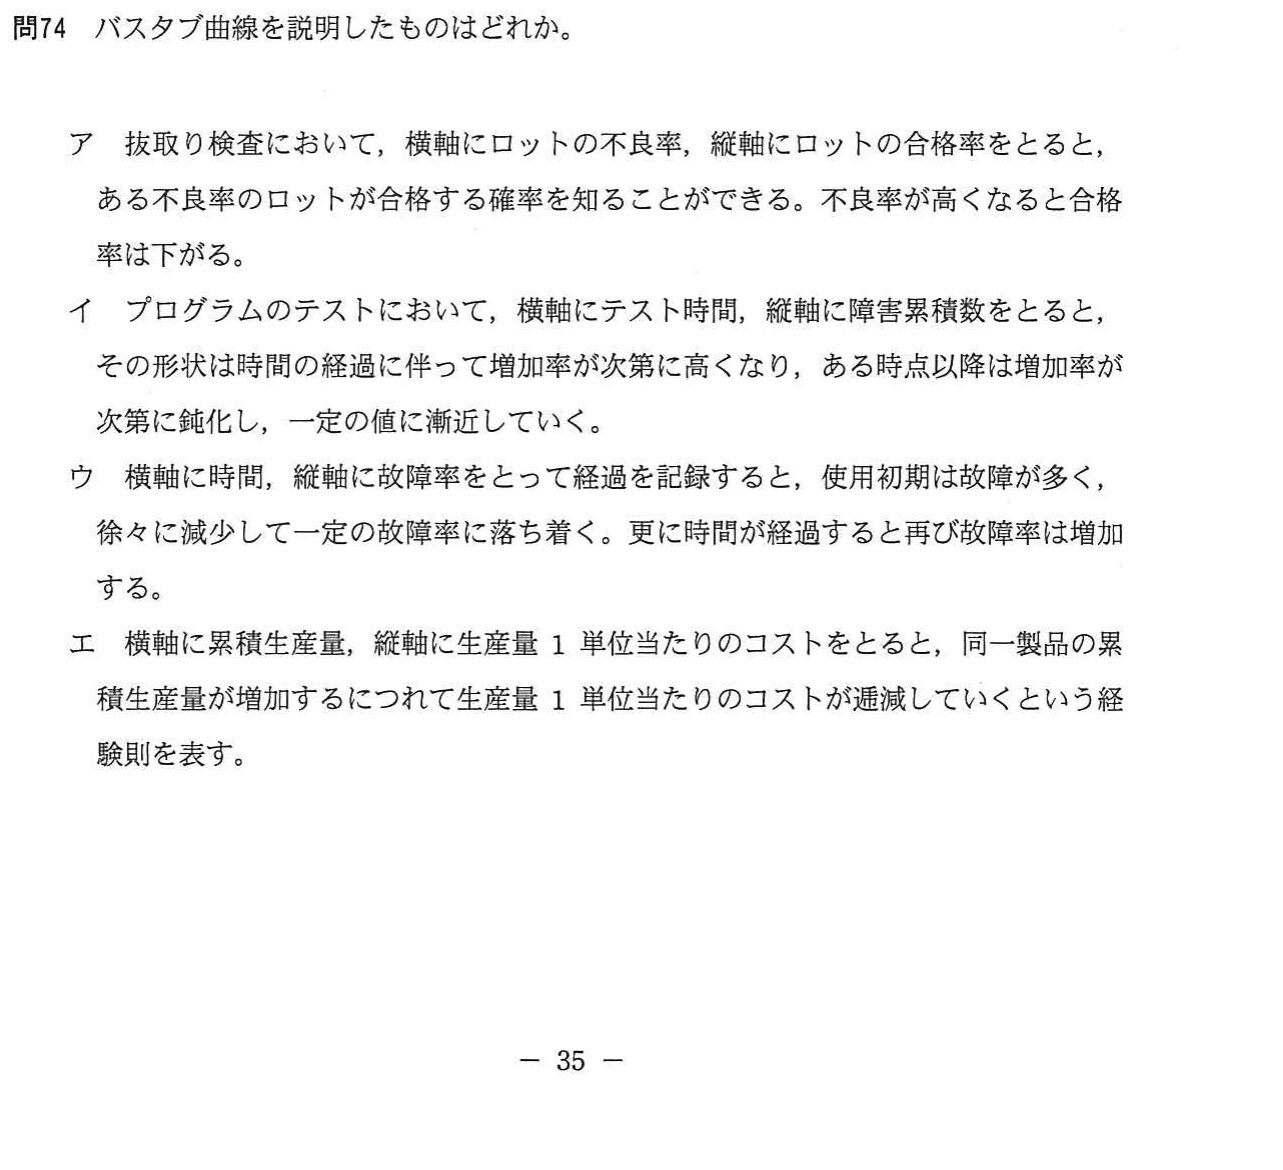 問74　バスタブ曲線を説明したものはどれか。
ア　抜取り検査において，横軸にロットの不良率，縦軸にロットの合格率をとると，
ある不良率のロットが合格する確率を知ることができる。不良率が高くなると合格
率は下がる。
イ　プログラムのテストにおいて，横軸にテスト時間，縦軸に障害累積数をとると，
その形状は時間の経過に伴って増加率が次第に高くなり，ある時点以降は増加率が
次第に鈍化し，一定の値に漸近していく。
ウ　横軸に時間，縦軸に故障率をとって経過を記録すると，使用初期は故障が多く，
徐々に減少して一定の故障率に落ち着く。更に時間が経過すると再び故障率は増加
する。
エ　横軸に累積生産量，縦軸に生産量 1 単位当たりのコストをとると，同一製品の累
積生産量が増加するにつれて生産量 1 単位当たりのコストが逓減していくという経
験則を表す。
－ 35 －